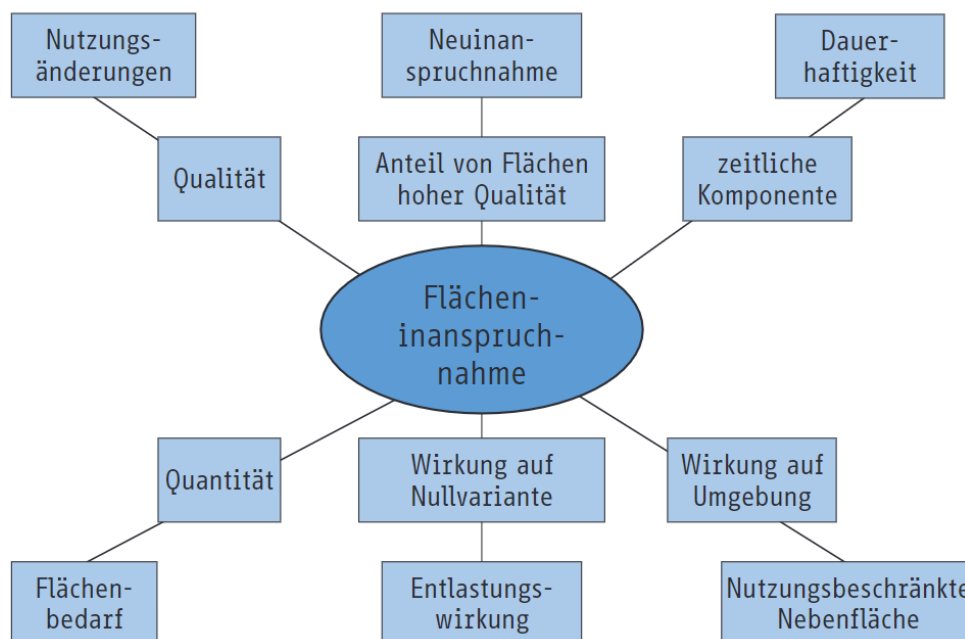 Nutzungs-
änderungen
Neuinan-
spruchnahme
Dauer-
haftigkeit
Qualität
Anteil von Flächen
hoher Qualität
zeitliche
Komponente
Flächen-
inanspruch-
nahme
Quantität
Wirkung auf
Nullvariante
Wirkung auf
Umgebung
Flächen-
bedarf
Entlastungs-
wirkung
Nutzungsbeschränkte
Nebenfläche